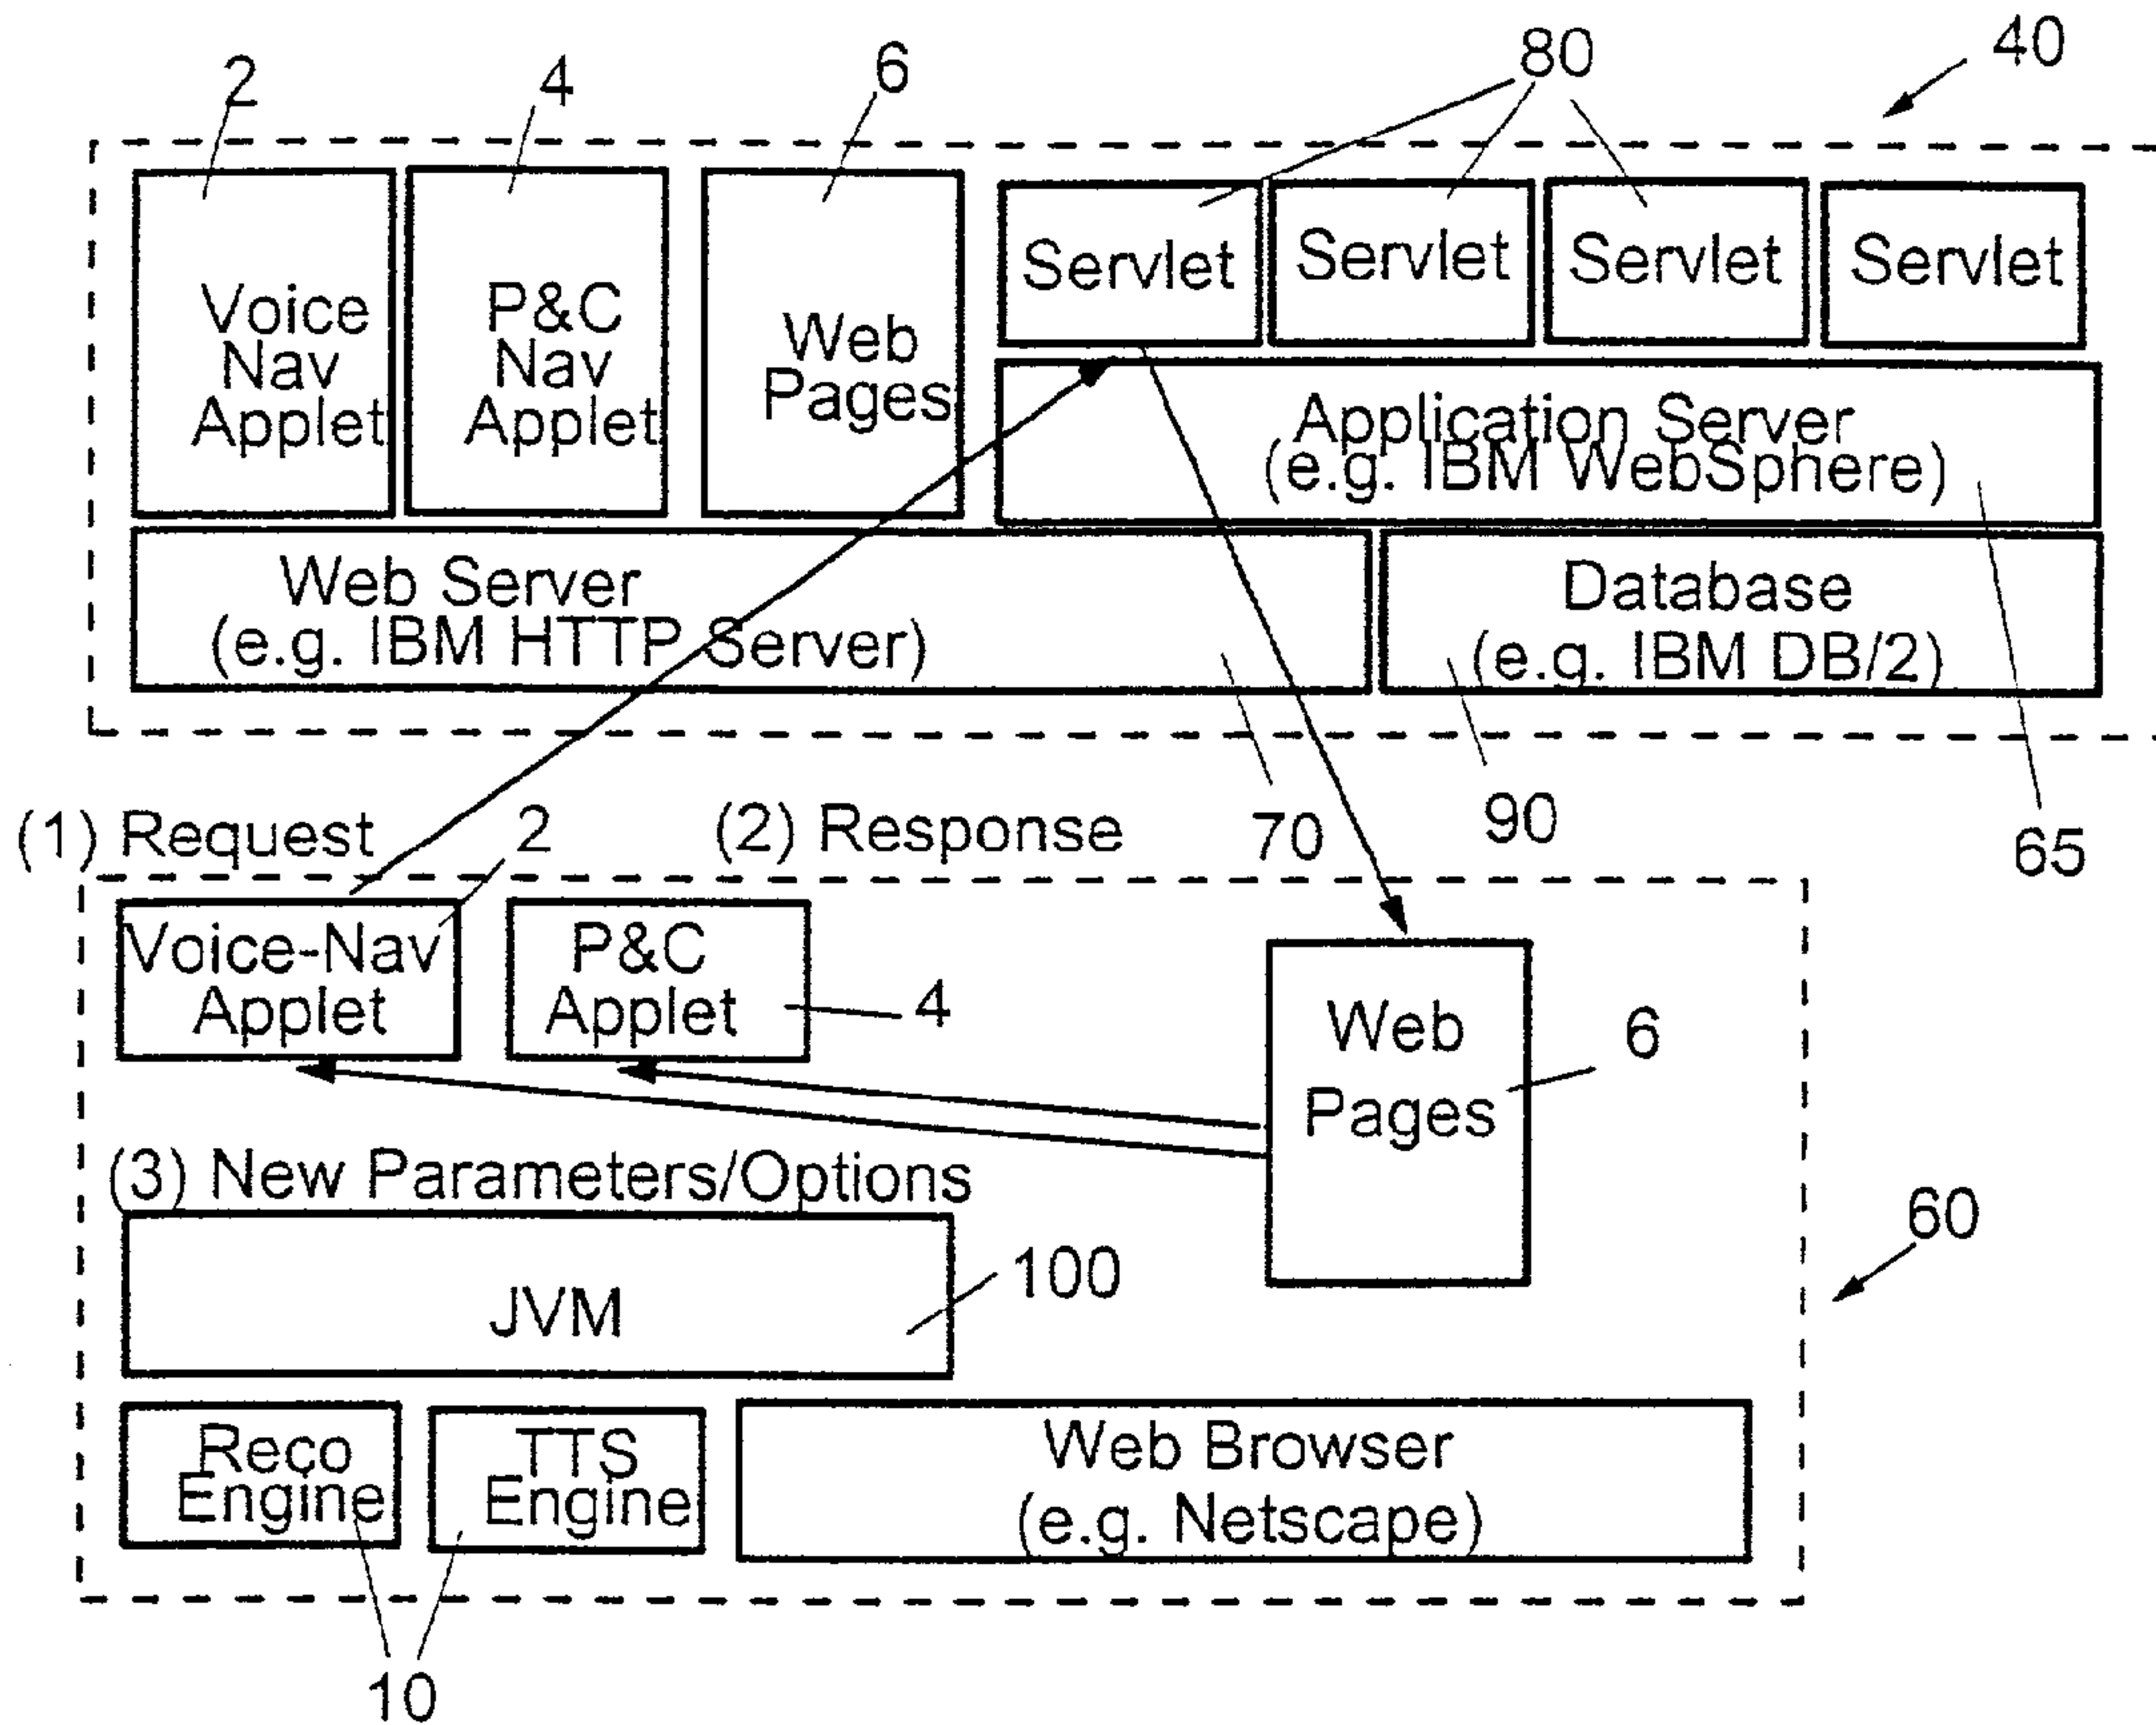 2
4
6
80
40
Voice
Nav
Applet
P&C
Nav
Applet
Web
Pages
Servlet
Servlet
Servlet
Servlet
Application Server
(e.g. IBM WebSphere)
Web Server
(e.g. IBM HTTP Server)
Database
(e.g. IBM DB/2)
(1) Request
2
(2) Response
70
90
65
Voice-Nav
Applet
P&C
Applet
4
Web
Pages
6
(3) New Parameters/Options
60
JVM
100
Reco
Engine
TTS
Engine
Web Browser
(e.g. Netscape)
10